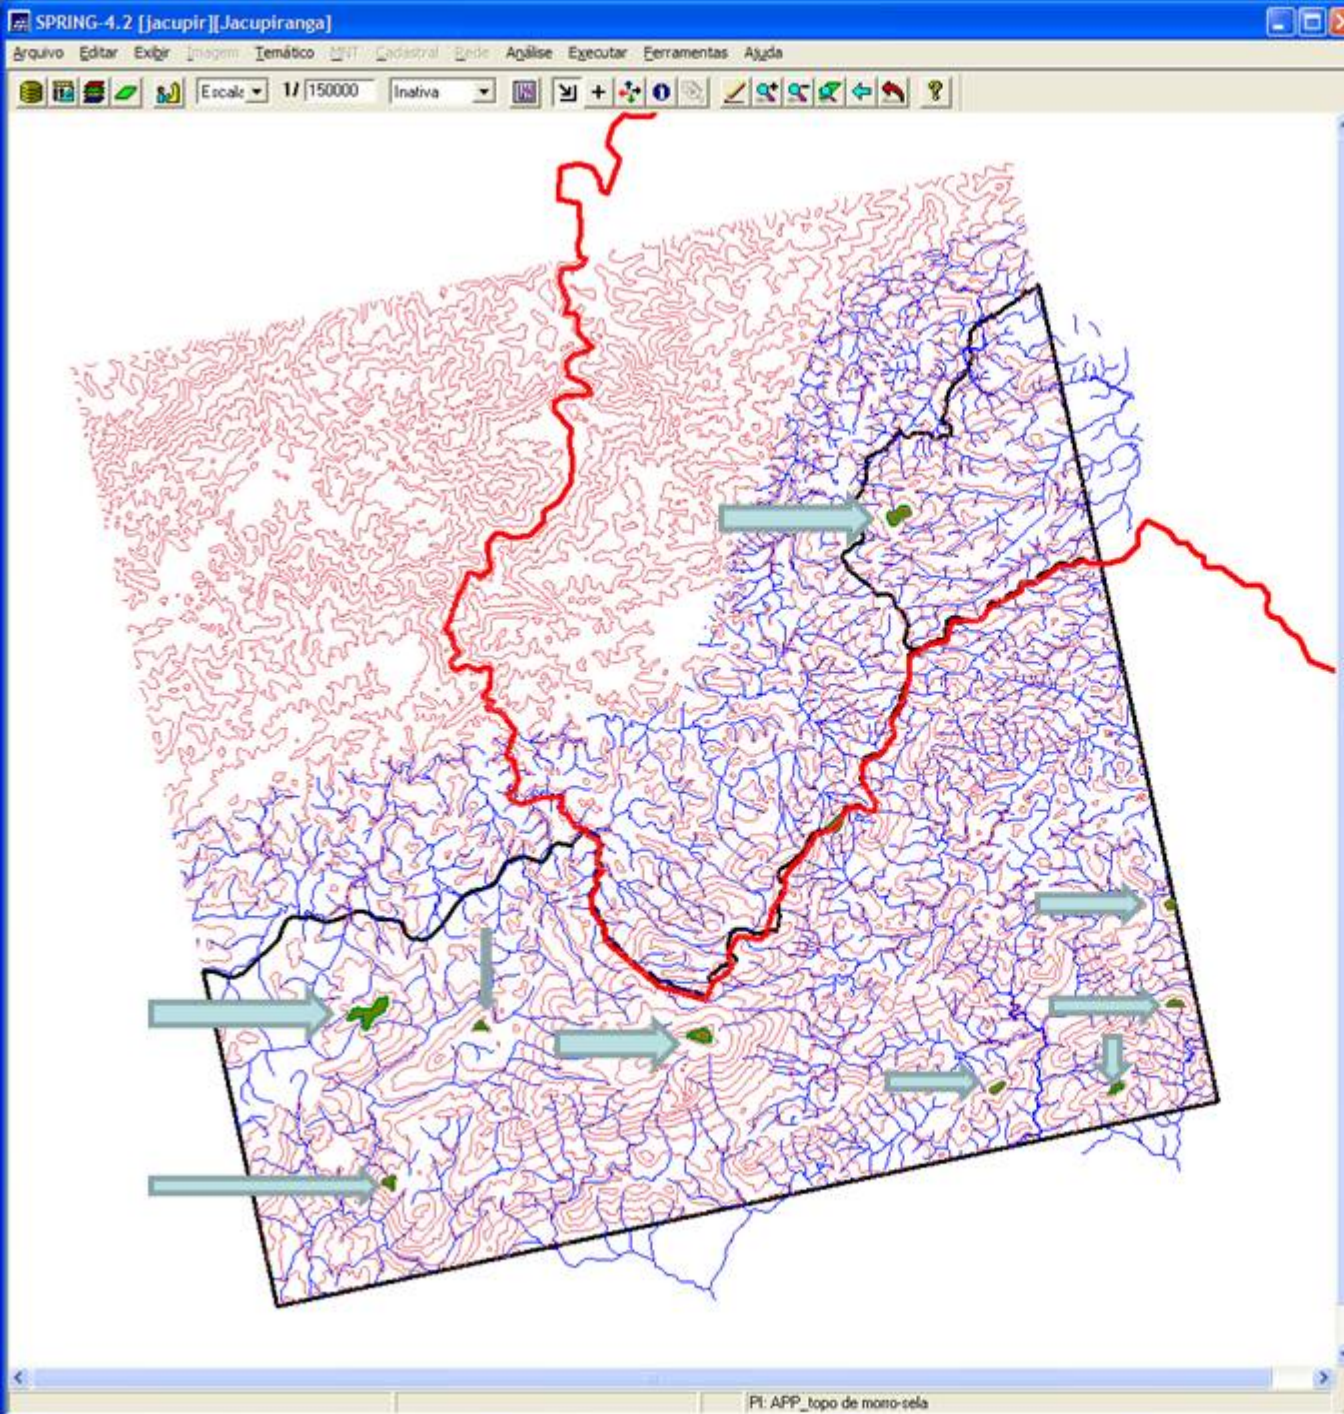 SPRING-4.2 [jacupir][Jacupiranga]
Arquivo Editar Exibir Imagem Temático MNT Cadastral Rede Análise Executar Ferramentas Ajuda
Escala 1/ 150000 Inativa
PI: APP_topo de morro-sela